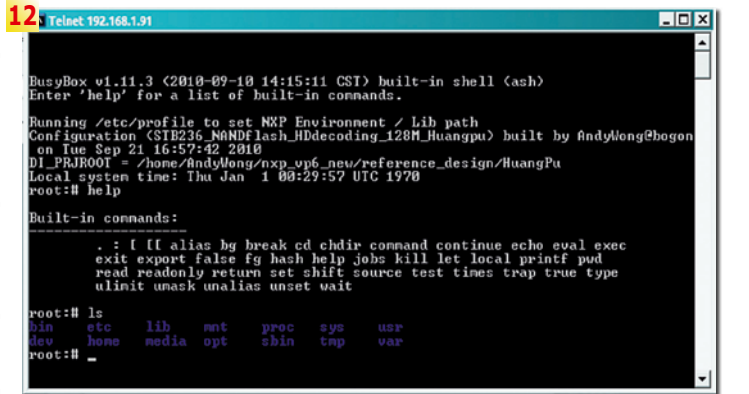 12
Telnet 192.168.1.91
BusyBox v1.11.3 (2010-09-10 14:15:11 CST) built-in shell (ash)
Enter 'help' for a list of built-in commands.
Running /etc/profile to set NXP Environment / Lib path
Configuration (STB236_NANDflash_HDdecoding_128M_Huangpu) built by AndyWong@bogon
on Tue Sep 21 16:57:42 2010
DI_PRJROOT = /home/AndyWong/nxp_vp6_new/reference_design/HuangPu
Local system time: Thu Jan 1 00:29:57 UTC 1970
root:# help
Built-in commands:
-------------------
. : [ [[ alias bg break cd chdir command continue echo eval exec
exit export false fg hash help jobs kill let local printf pwd
read readonly return set shift source test times trap true type
ulimit umask unalias unset wait
root:# ls
bin etc lib mnt proc sys usr
dev home media opt sbin tmp var
root:# _